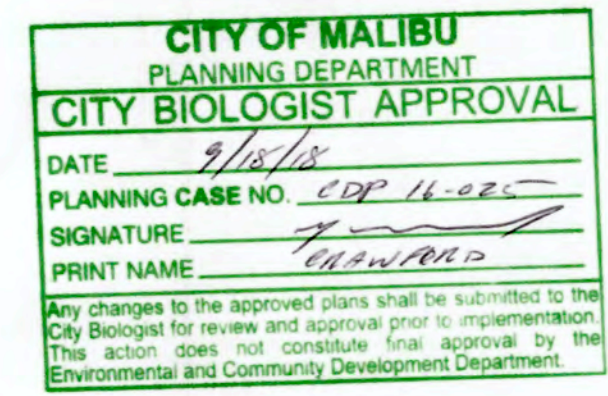 CITY OF MALIBU
PLANNING DEPARTMENT
CITY BIOLOGIST APPROVAL
DATE 9/18/18
PLANNING CASE NO. CDP 16-025
SIGNATURE
PRINT NAME CRAWFORD
Any changes to the approved plans shall be submitted to the
City Biologist for review and approval prior to implementation.
This action does not constitute final approval by the
Environmental and Community Development Department.